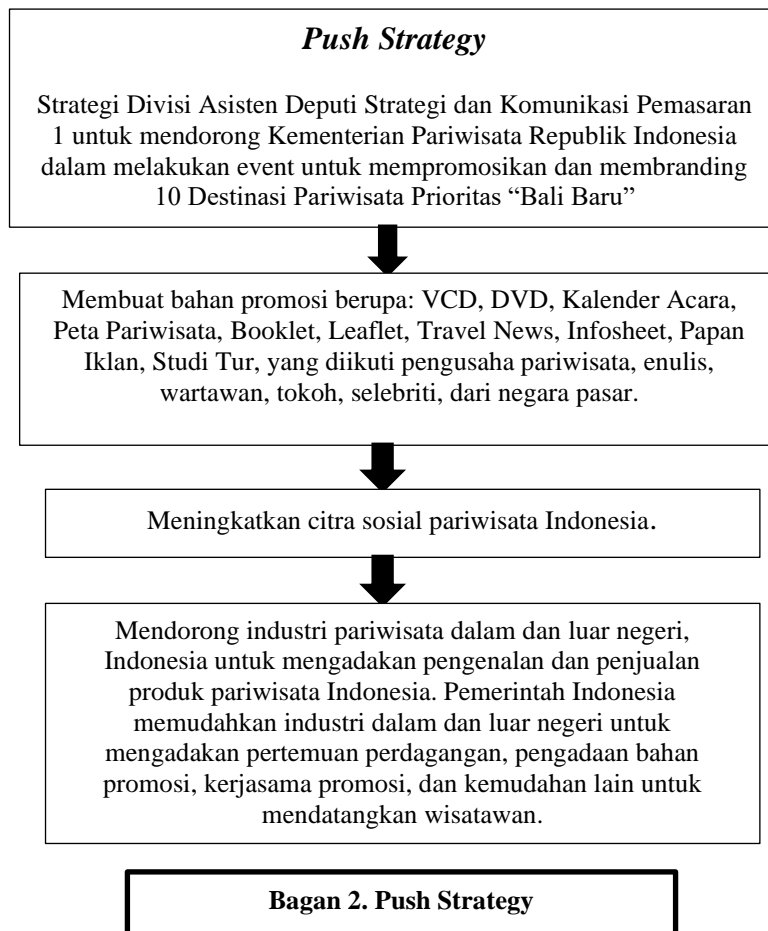 Push Strategy
Strategi Divisi Asisten Deputi Strategi dan Komunikasi Pemasaran
1 untuk mendorong Kementerian Pariwisata Republik Indonesia
dalam melakukan event untuk mempromosikan dan membranding
10 Destinasi Pariwisata Prioritas “Bali Baru”
Membuat bahan promosi berupa: VCD, DVD, Kalender Acara,
Peta Pariwisata, Booklet, Leaflet, Travel News, Infosheet, Papan
Iklan, Studi Tur, yang diikuti pengusaha pariwisata, enulis,
wartawan, tokoh, selebriti, dari negara pasar.
Meningkatkan citra sosial pariwisata Indonesia.
Mendorong industri pariwisata dalam dan luar negeri,
Indonesia untuk mengadakan pengenalan dan penjualan
produk pariwisata Indonesia. Pemerintah Indonesia
memudahkan industri dalam dan luar negeri untuk
mengadakan pertemuan perdagangan, pengadaan bahan
promosi, kerjasama promosi, dan kemudahan lain untuk
mendatangkan wisatawan.
Bagan 2. Push Strategy